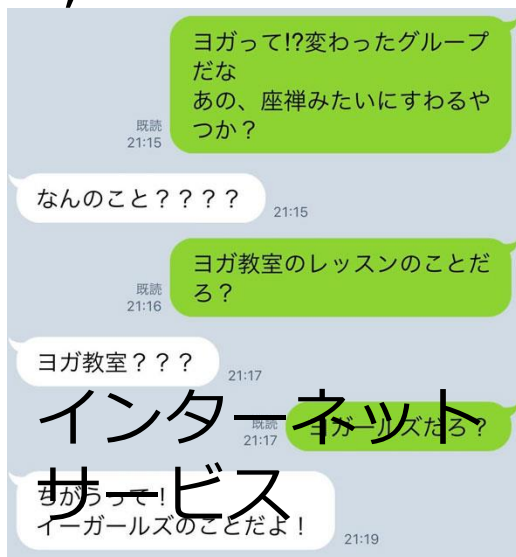 ヨガって!?変わったグループ
だな
あの、座禅みたいにすわるや
つか?
既読
21:15
なんのこと????
21:15
ヨガ教室のレッスンのことだ
ろ?
既読
21:16
ヨガ教室???
21:17
インターネット
サービス
ヨガールズだろ?
既読
21:17
ちがうって!
イーガールズのことだよ!
21:19